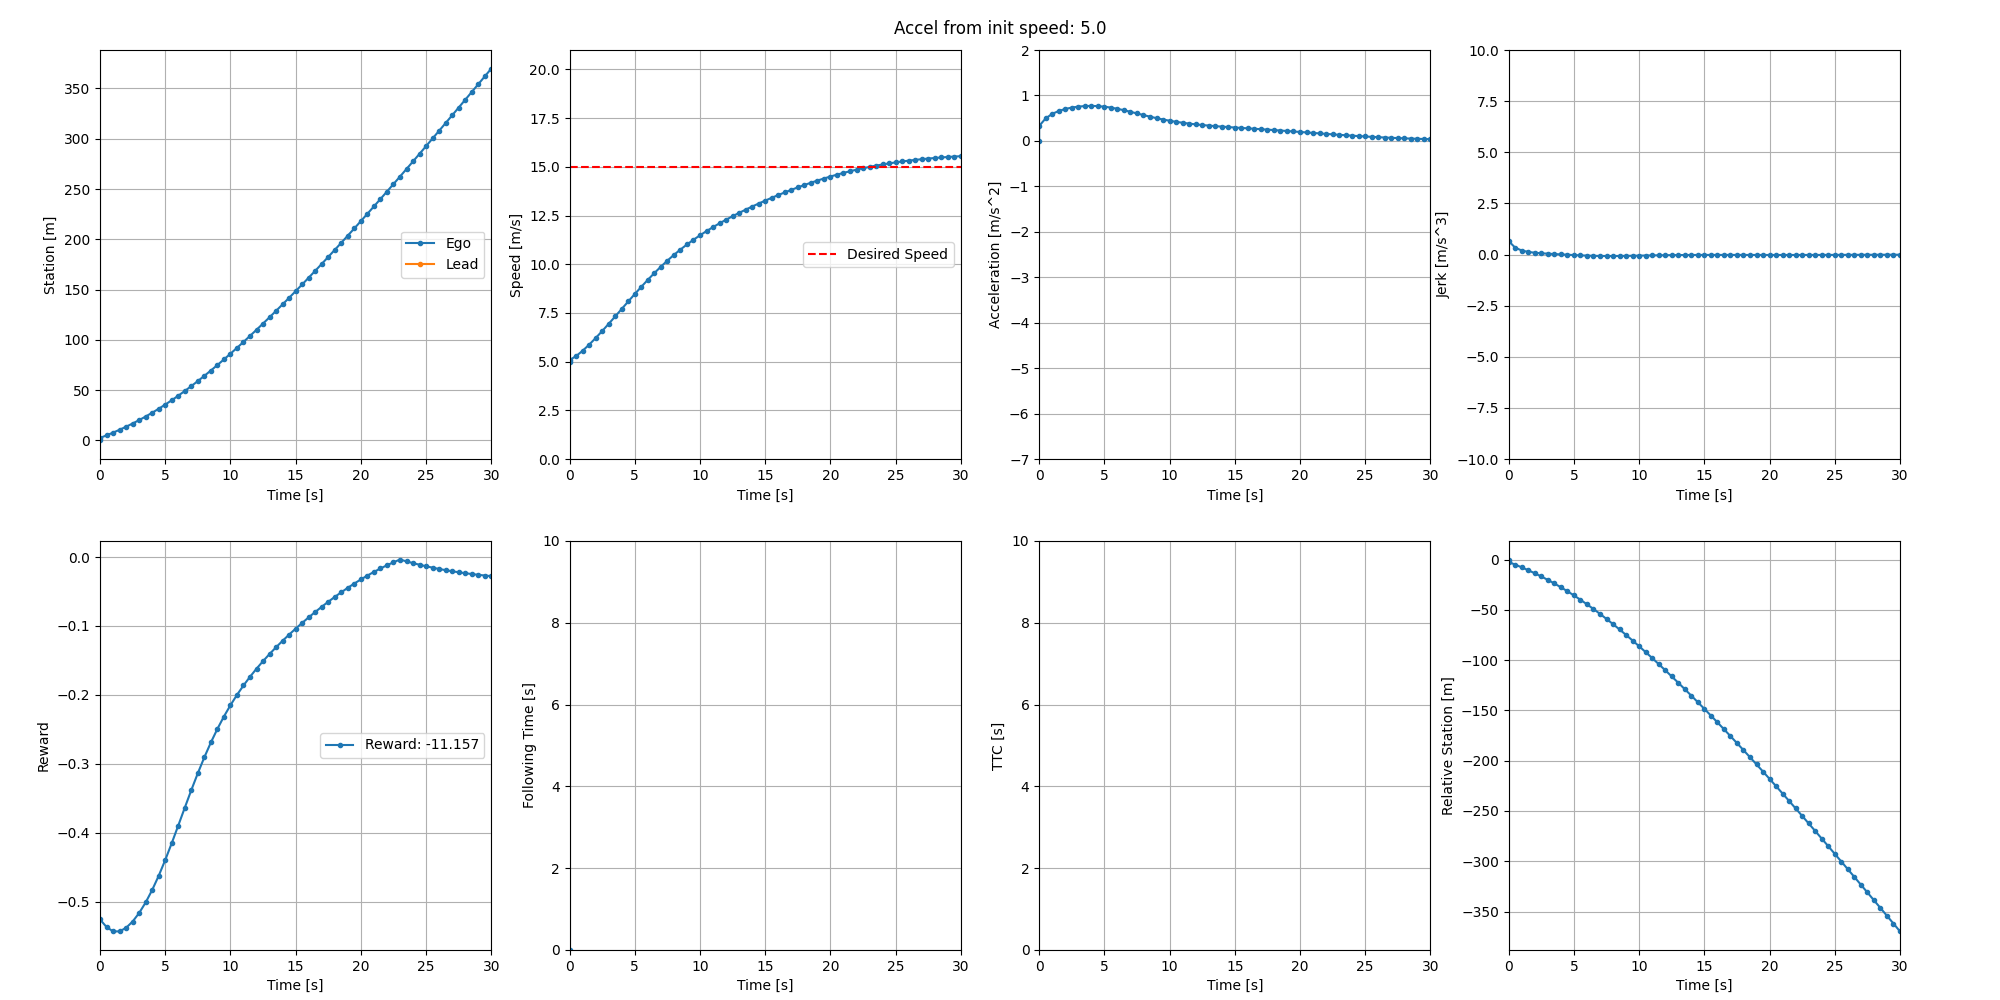 Accel from init speed: 5.0
350
300
250
200
150
100
50
0
Station [m]
Ego
Lead
0 5 10 15 20 25 30
Time [s]
20.0
17.5
15.0
12.5
10.0
7.5
5.0
2.5
0.0
Speed [m/s]
Desired Speed
0 5 10 15 20 25 30
Time [s]
2
1
0
−1
−2
−3
−4
−5
−6
−7
Acceleration [m/s^2]
0 5 10 15 20 25 30
Time [s]
10.0
7.5
5.0
2.5
0.0
−2.5
−5.0
−7.5
−10.0
Jerk [m/s^3]
0 5 10 15 20 25 30
Time [s]
0.0
−0.1
−0.2
−0.3
−0.4
−0.5
Reward
Reward: -11.157
0 5 10 15 20 25 30
Time [s]
10
8
6
4
2
0
Following Time [s]
0 5 10 15 20 25 30
Time [s]
10
8
6
4
2
0
TTC [s]
0 5 10 15 20 25 30
Time [s]
0
−50
−100
−150
−200
−250
−300
−350
Relative Station [m]
0 5 10 15 20 25 30
Time [s]